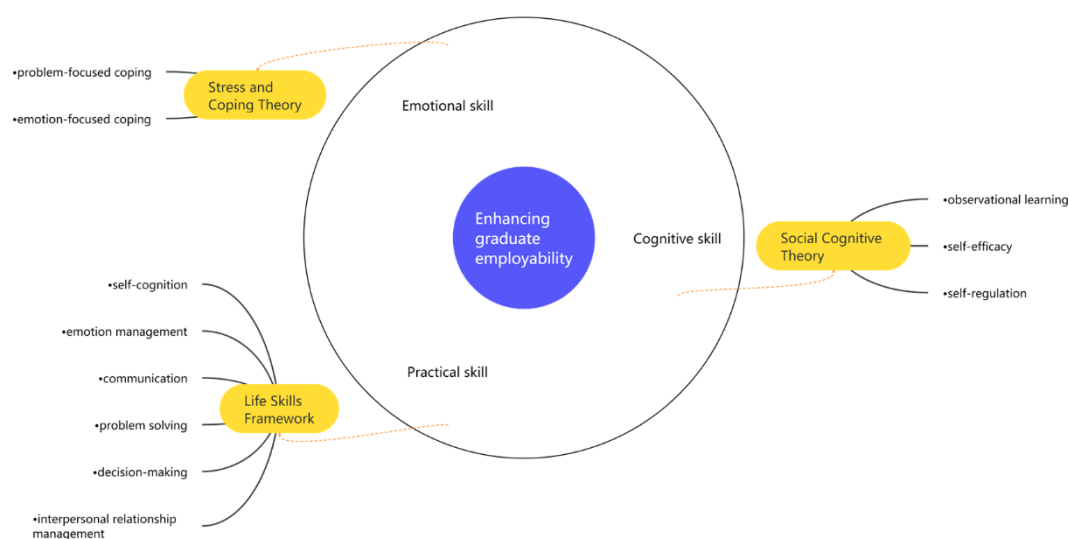 •problem-focused coping
•emotion-focused coping
Stress and
Coping Theory
Emotional skill
Enhancing
graduate
employability
Cognitive skill
Social Cognitive
Theory
•observational learning
•self-efficacy
•self-regulation
Practical skill
•self-cognition
•emotion management
•communication
•problem solving
•decision-making
•interpersonal relationship
management
Life Skills
Framework